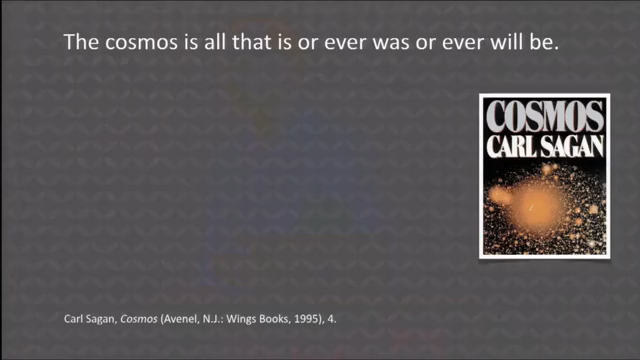 The cosmos is all that is or ever was or ever will be.
COSMOS
CARL SAGAN
Carl Sagan, Cosmos (Avenel, N.J.: Wings Books, 1995), 4.